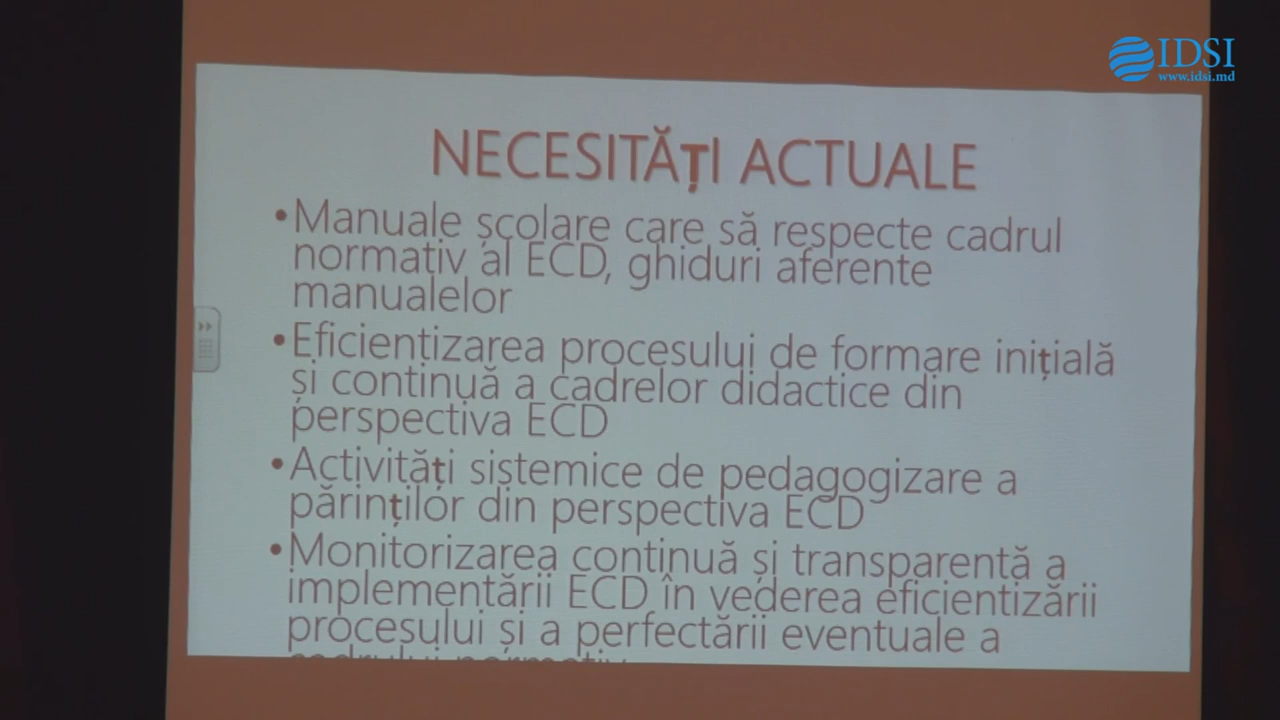 IDSI
www.idsi.md
NECESITĂȚI ACTUALE
•Manuale școlare care să respecte cadrul
normativ al ECD, ghiduri aferente
manualelor
•Eficientizarea procesului de formare inițială
și continuă a cadrelor didactice din
perspectiva ECD
•Activități sistemice de pedagogizare a
părinților din perspectiva ECD
•Monitorizarea continuă și transparentă a
implementării ECD în vederea eficientizării
procesului și a perfectării eventuale a
cadrului normativ